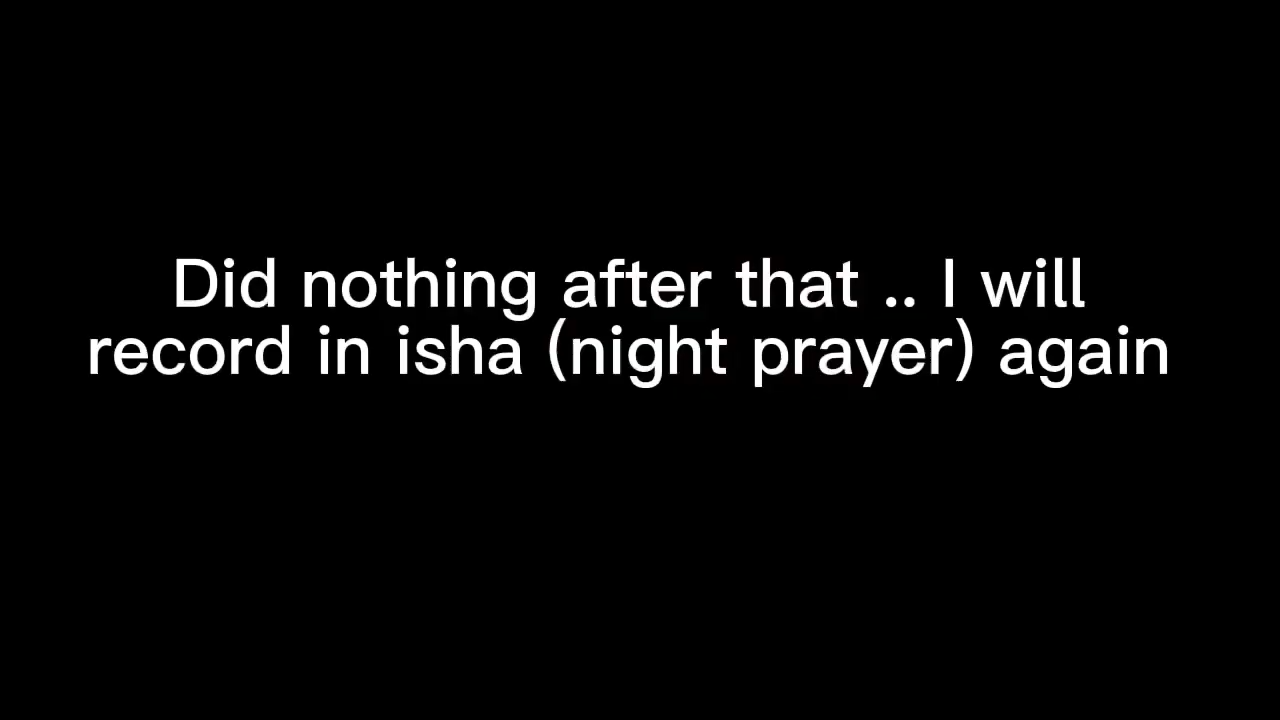 Did nothing after that .. I will
record in isha (night prayer) again